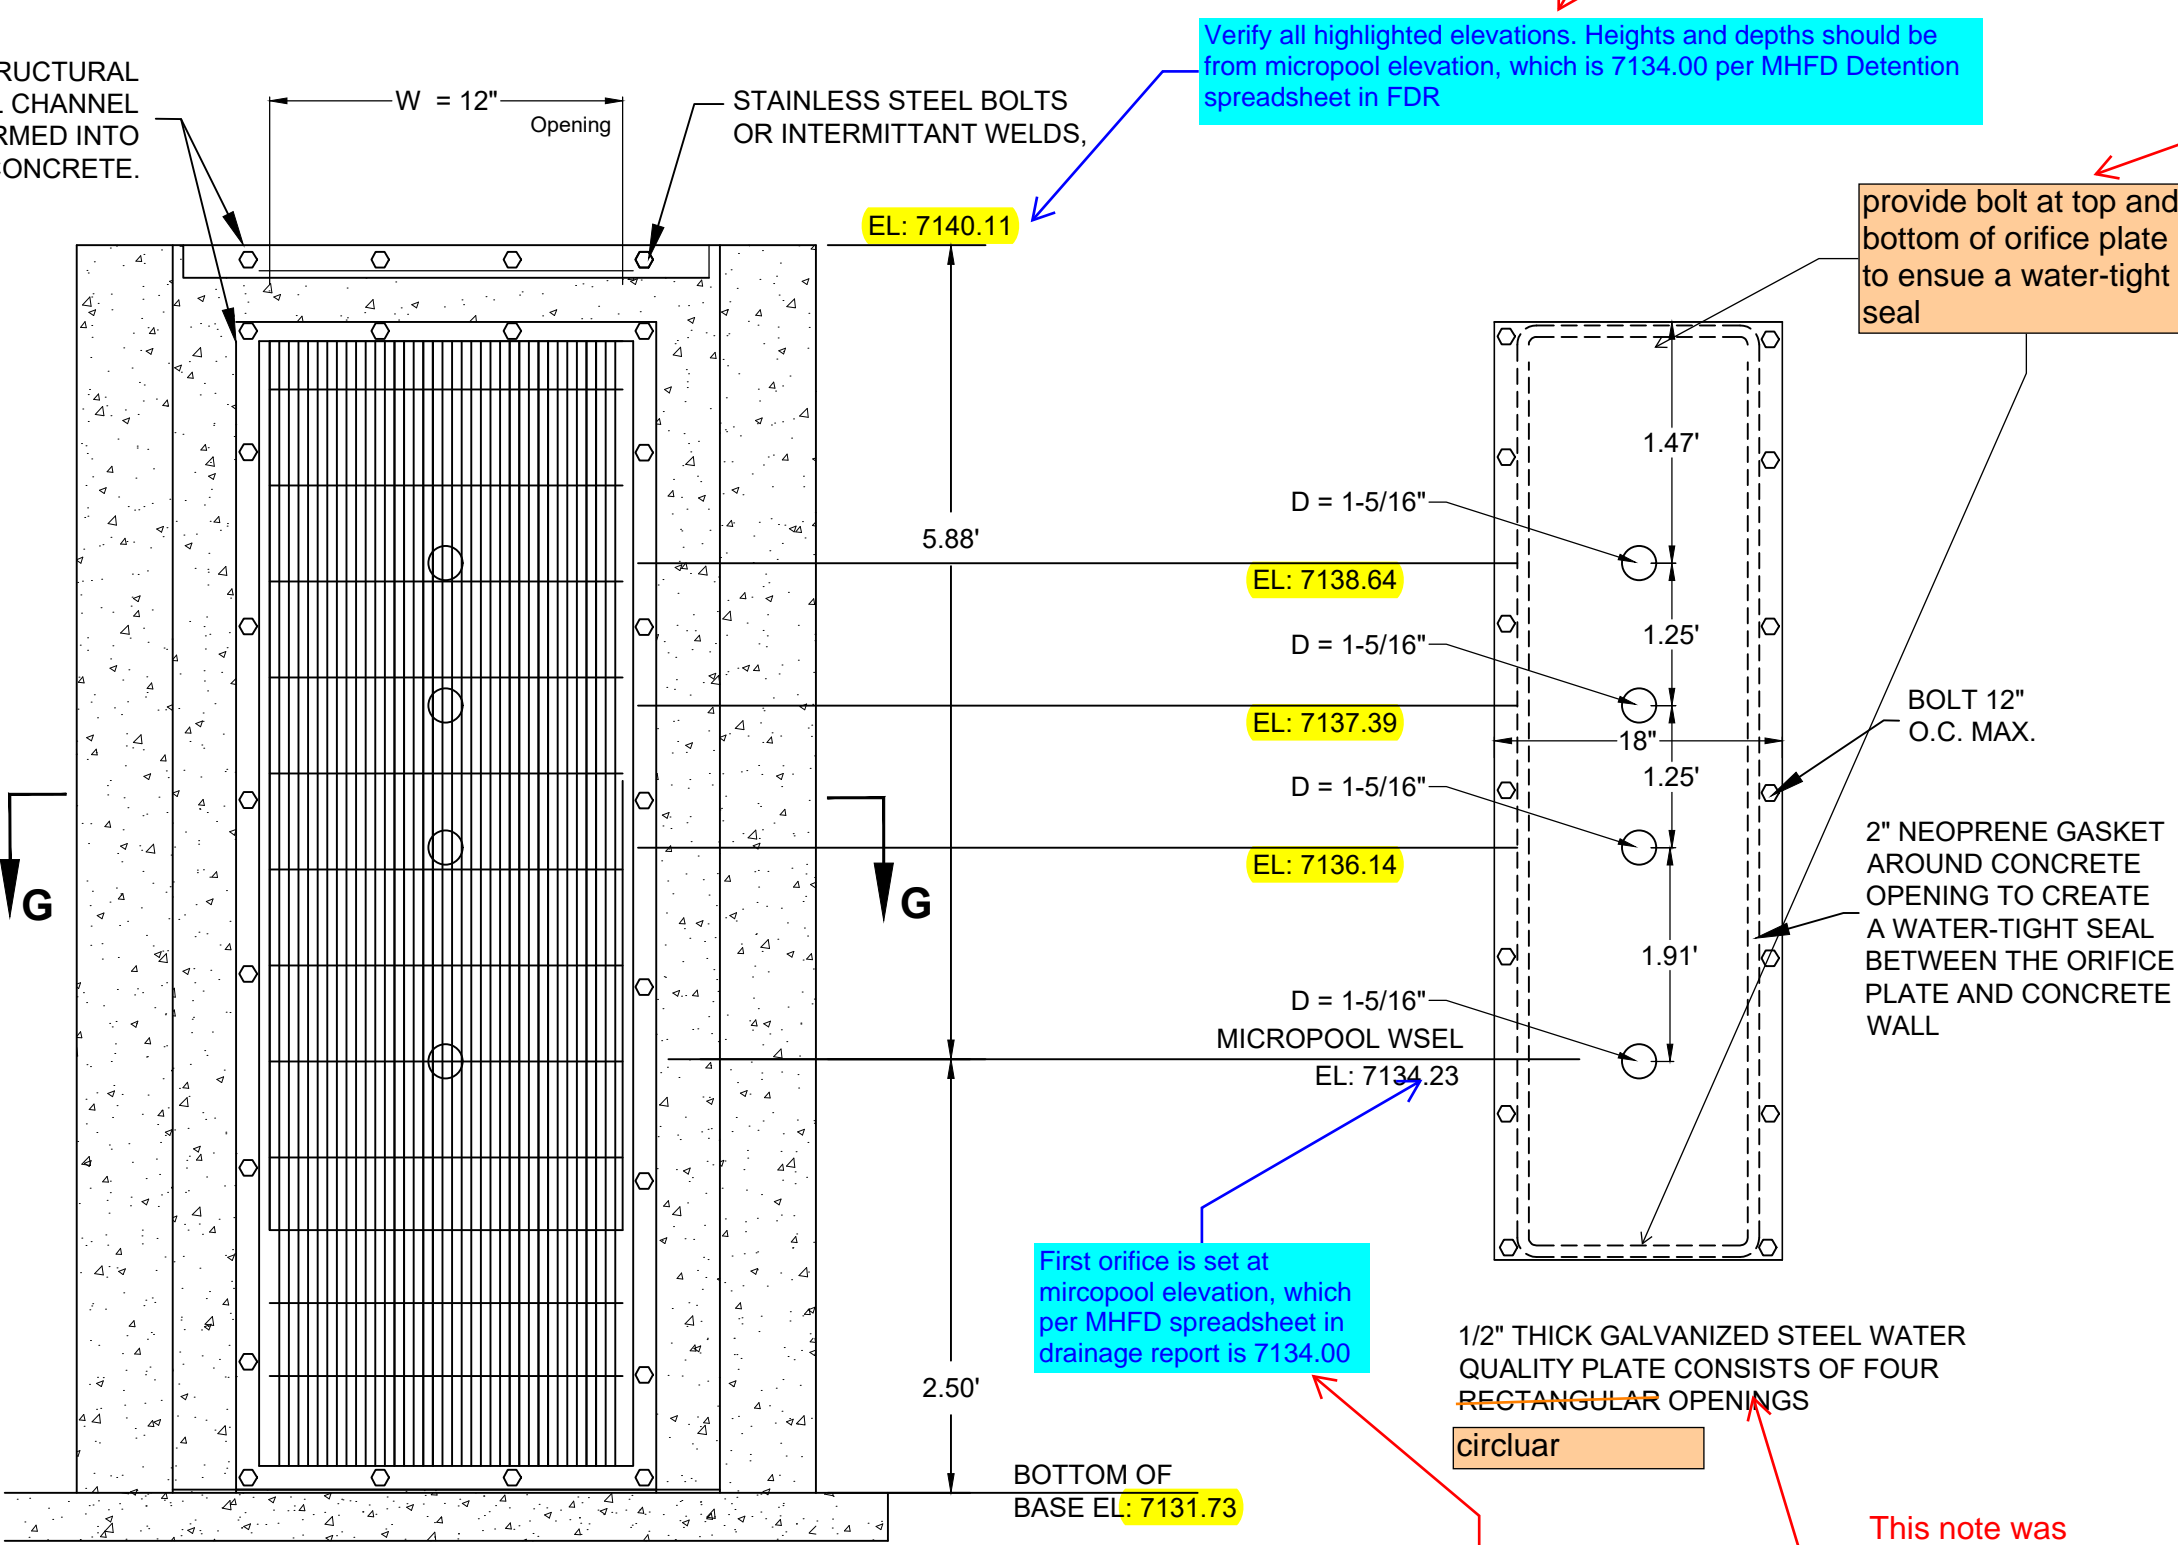 Verify all highlighted elevations. Heights and depths should be
from micropool elevation, which is 7134.00 per MHFD Detention
spreadsheet in FDR
RUCTURAL
CHANNEL
RMED INTO
CONCRETE.
W = 12"
Opening
STAINLESS STEEL BOLTS
OR INTERMITTANT WELDS,
EL: 7140.11
provide bolt at top and
bottom of orifice plate
to ensue a water-tight
seal
1.47'
D = 1-5/16"
5.88'
EL: 7138.64
1.25'
D = 1-5/16"
EL: 7137.39
18"
BOLT 12"
O.C. MAX.
1.25'
D = 1-5/16"
EL: 7136.14
G
G
2" NEOPRENE GASKET
AROUND CONCRETE
OPENING TO CREATE
A WATER-TIGHT SEAL
BETWEEN THE ORIFICE
PLATE AND CONCRETE
WALL
1.91'
D = 1-5/16"
MICROPOOL WSEL
EL: 7134.23
First orifice is set at
mircopool elevation, which
per MHFD spreadsheet in
drainage report is 7134.00
2.50'
1/2" THICK GALVANIZED STEEL WATER
QUALITY PLATE CONSISTS OF FOUR
RECTANGULAR OPENINGS
circluar
BOTTOM OF
BASE EL: 7131.73
This note was